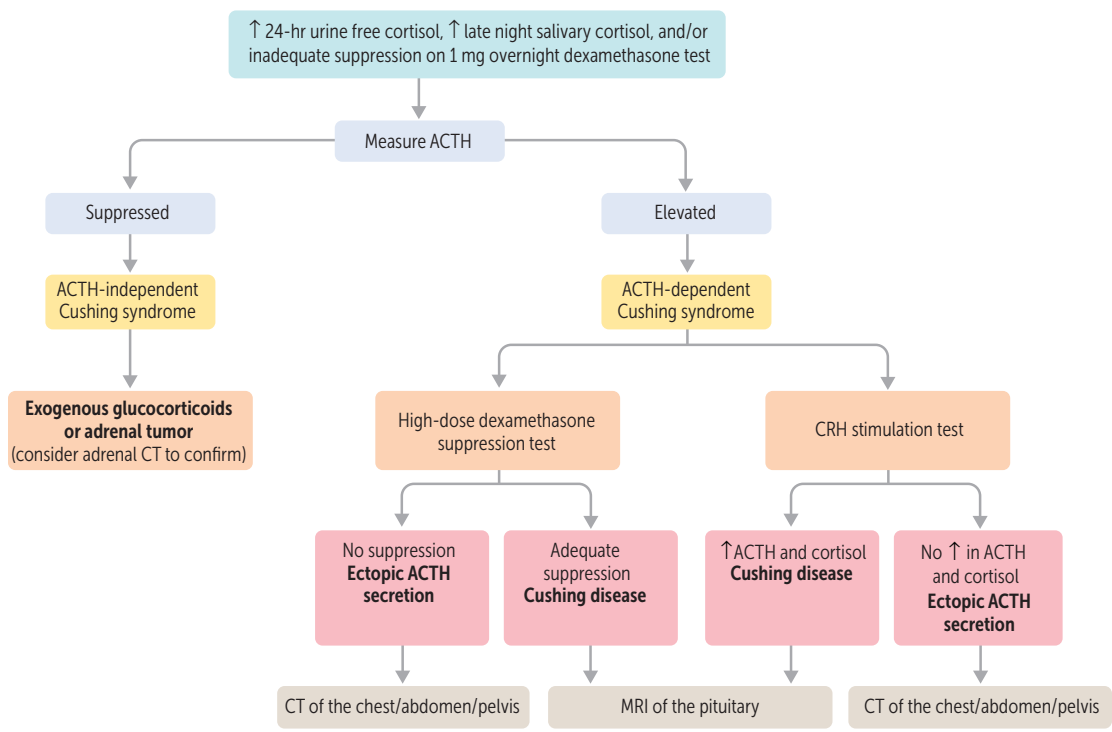 ↑ 24-hr urine free cortisol, ↑ late night salivary cortisol, and/or
inadequate suppression on 1 mg overnight dexamethasone test
Measure ACTH
Suppressed
Elevated
ACTH-independent
Cushing syndrome
ACTH-dependent
Cushing syndrome
Exogenous glucocorticoids
or adrenal tumor
(consider adrenal CT to confirm)
High-dose dexamethasone
suppression test
CRH stimulation test
No suppression
Ectopic ACTH
secretion
Adequate
suppression
Cushing disease
↑ACTH and cortisol
Cushing disease
No ↑ in ACTH
and cortisol
Ectopic ACTH
secretion
CT of the chest/abdomen/pelvis
MRI of the pituitary
CT of the chest/abdomen/pelvis